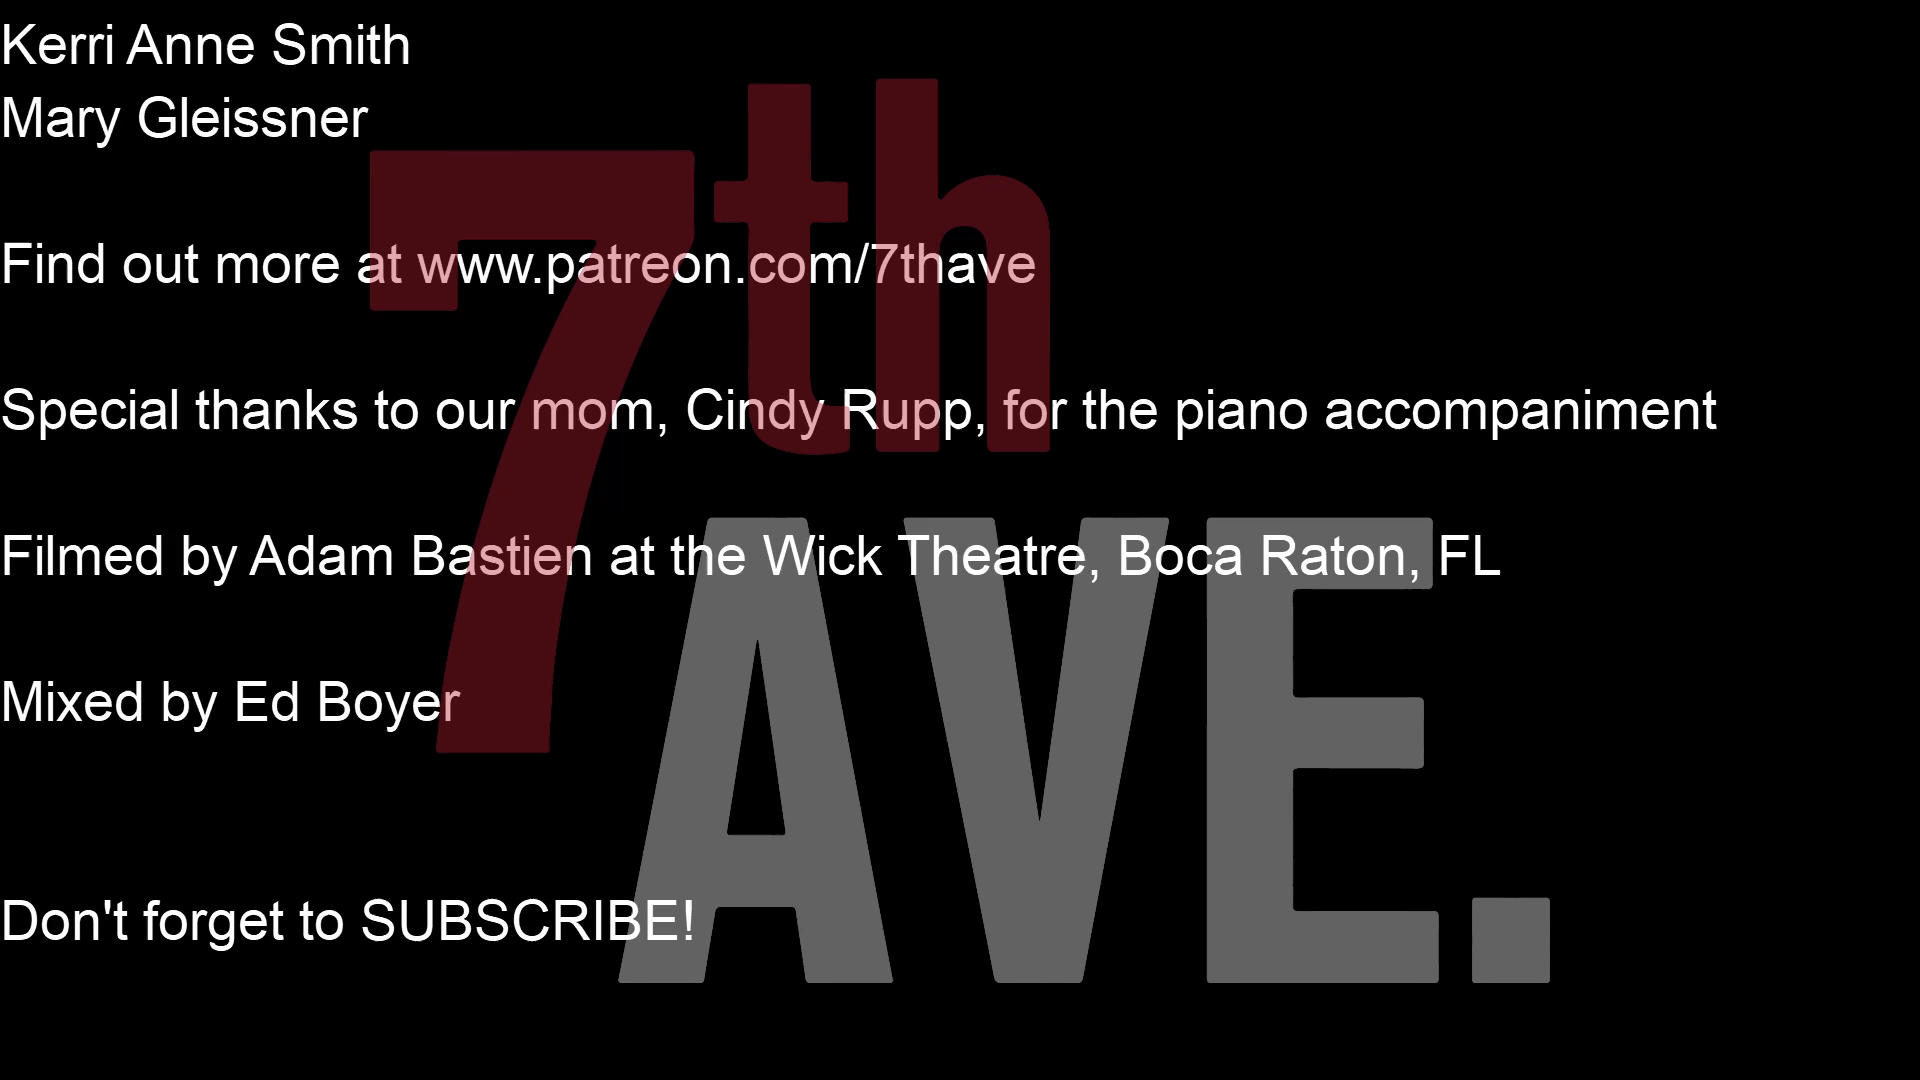 Kerri Anne Smith
Mary Gleissner
Find out more at www.patreon.com/7thave
Special thanks to our mom, Cindy Rupp, for the piano accompaniment
Filmed by Adam Bastien at the Wick Theatre, Boca Raton, FL
Mixed by Ed Boyer
Don't forget to SUBSCRIBE!
7th
AVE.